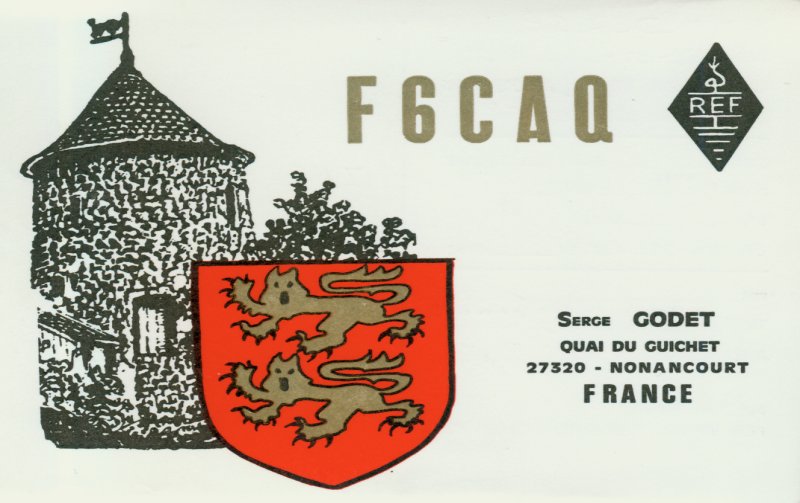 F6CAQ
REF
SERGE GODET
QUAI DU GUICHET
27320 - NONANCOURT
FRANCE